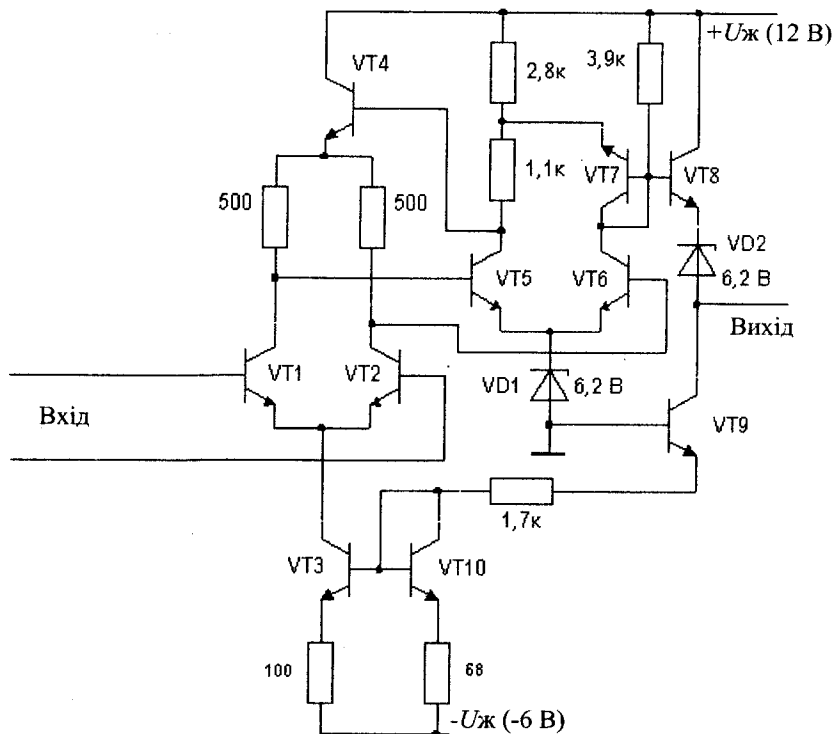 +Uж (12 В)
VT4
2,8к
3,9к
1,1к
VT7
VT8
500
500
VD2
6,2 В
VT5
VT6
Вихід
VT1
VT2
VD1
6,2 В
Вхід
VT9
1,7к
VT3
VT10
100
68
-Uж (-6 В)